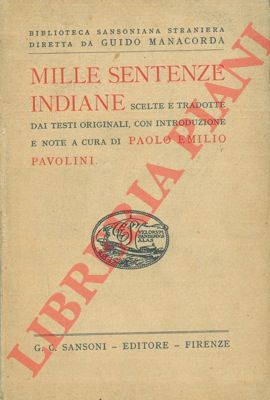 BIBLIOTECA SANSONIANA STRANIERA
DIRETTA DA GUIDO MANACORDA
MILLE SENTENZE
INDIANE SCELTE E TRADOTTE
DAI TESTI ORIGINALI, CON INTRODUZIONE
E NOTE A CURA DI PAOLO EMILIO
PAVOLINI
G. C. SANSONI - EDITORE - FIRENZE
LIBRERIA PIANI